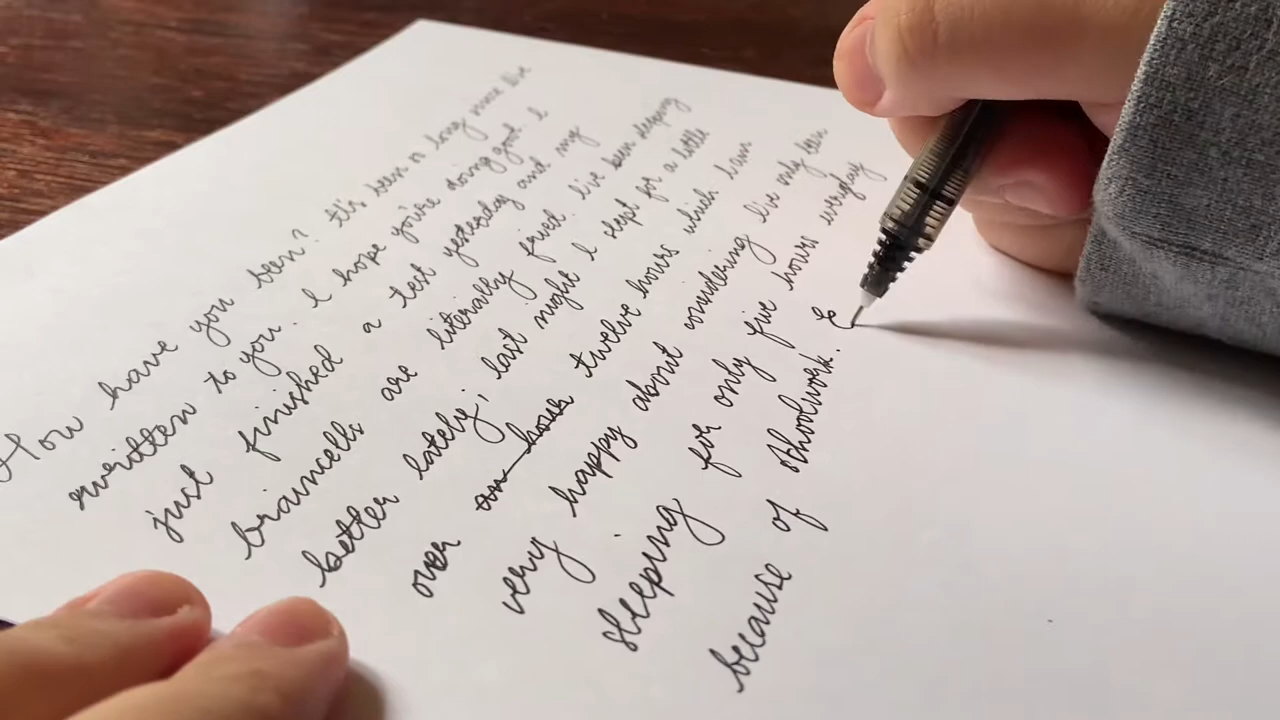 How have you been? It's been a long since I've
written to you. I hope you're doing good. I
just finished a test yesterday and my
braincells are literally fried. I've been sleeping
better lately; last night I slept for a little
over an hour twelve hours which I am
very happy about considering I've only been
sleeping for only five hours everyday
because of schoolwork. E